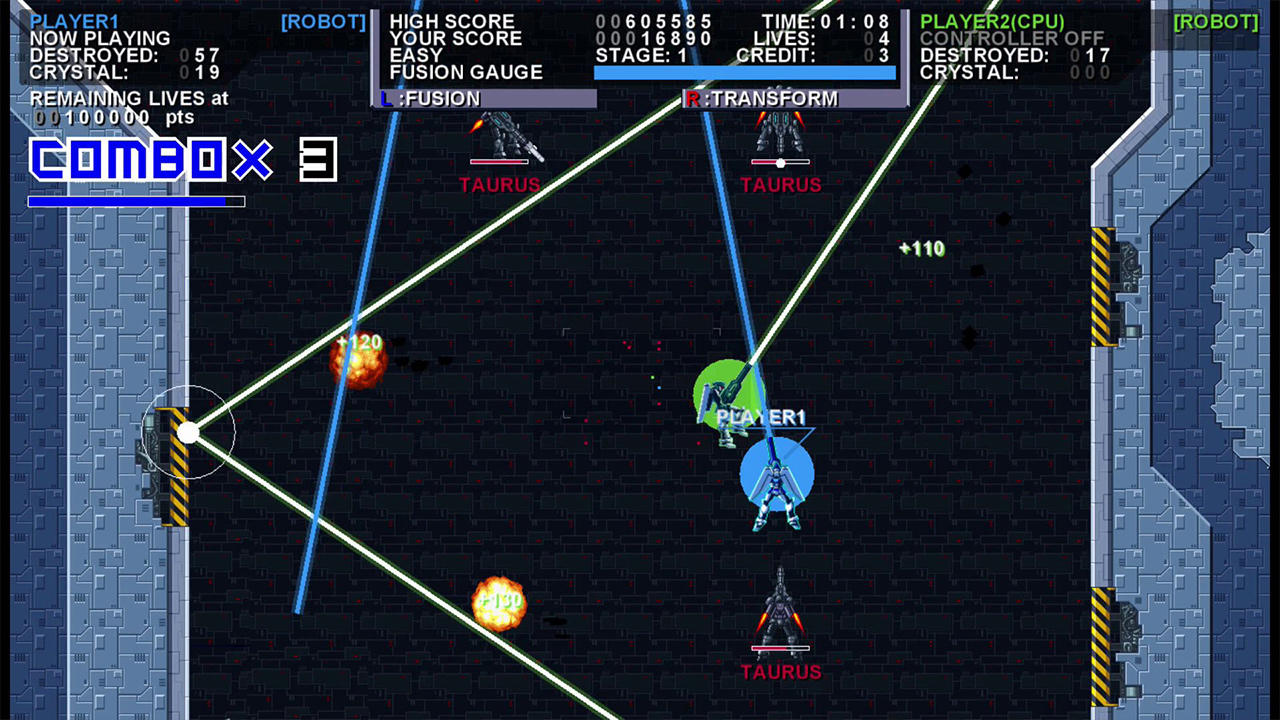 PLAYER1 [ROBOT]
NOW PLAYING
DESTROYED: 057
CRYSTAL: 019
REMAINING LIVES at
00100000 pts
COMBOX 3
HIGH SCORE 00605585 TIME:01:08
YOUR SCORE 00016890 LIVES: 04
EASY STAGE: 1 CREDIT: 03
FUSION GAUGE
L :FUSION R :TRANSFORM
PLAYER2(CPU) [ROBOT]
CONTROLLER OFF
DESTROYED: 017
CRYSTAL: 000
TAURUS TAURUS
+110
+120
PLAYER1
+130
TAURUS